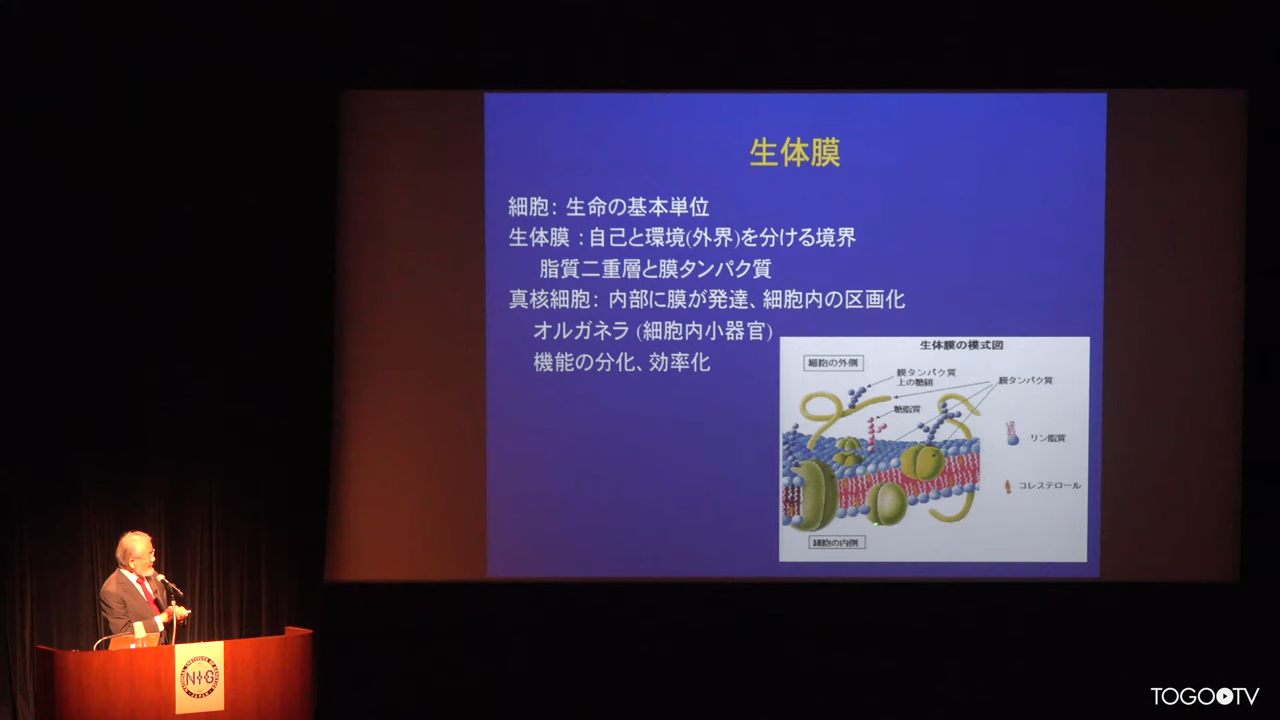 生体膜
細胞: 生命の基本単位
生体膜 :自己と環境(外界)を分ける境界
脂質二重層と膜タンパク質
真核細胞: 内部に膜が発達、細胞内の区画化
オルガネラ (細胞内小器官)
機能の分化、効率化
生体膜の模式図
細胞の外側
膜タンパク質
上の糖鎖
膜タンパク質
糖脂質
リン脂質
コレステロール
細胞の内側
NATIONAL INSTITUTE OF GENETICS
NIG
JAPAN
TOGOTV